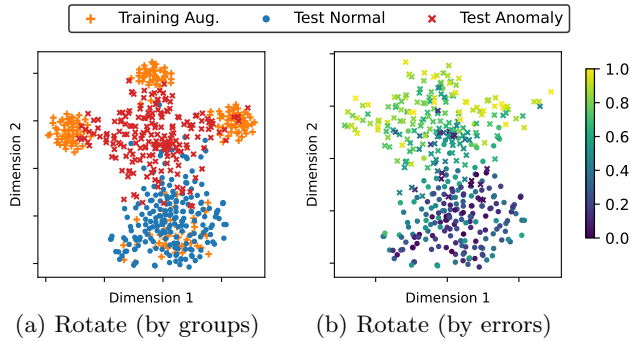 Training Aug. Test Normal Test Anomaly
Dimension 2
Dimension 1
Dimension 2
Dimension 1
1.0
0.8
0.6
0.4
0.2
0.0
(a) Rotate (by groups) (b) Rotate (by errors)